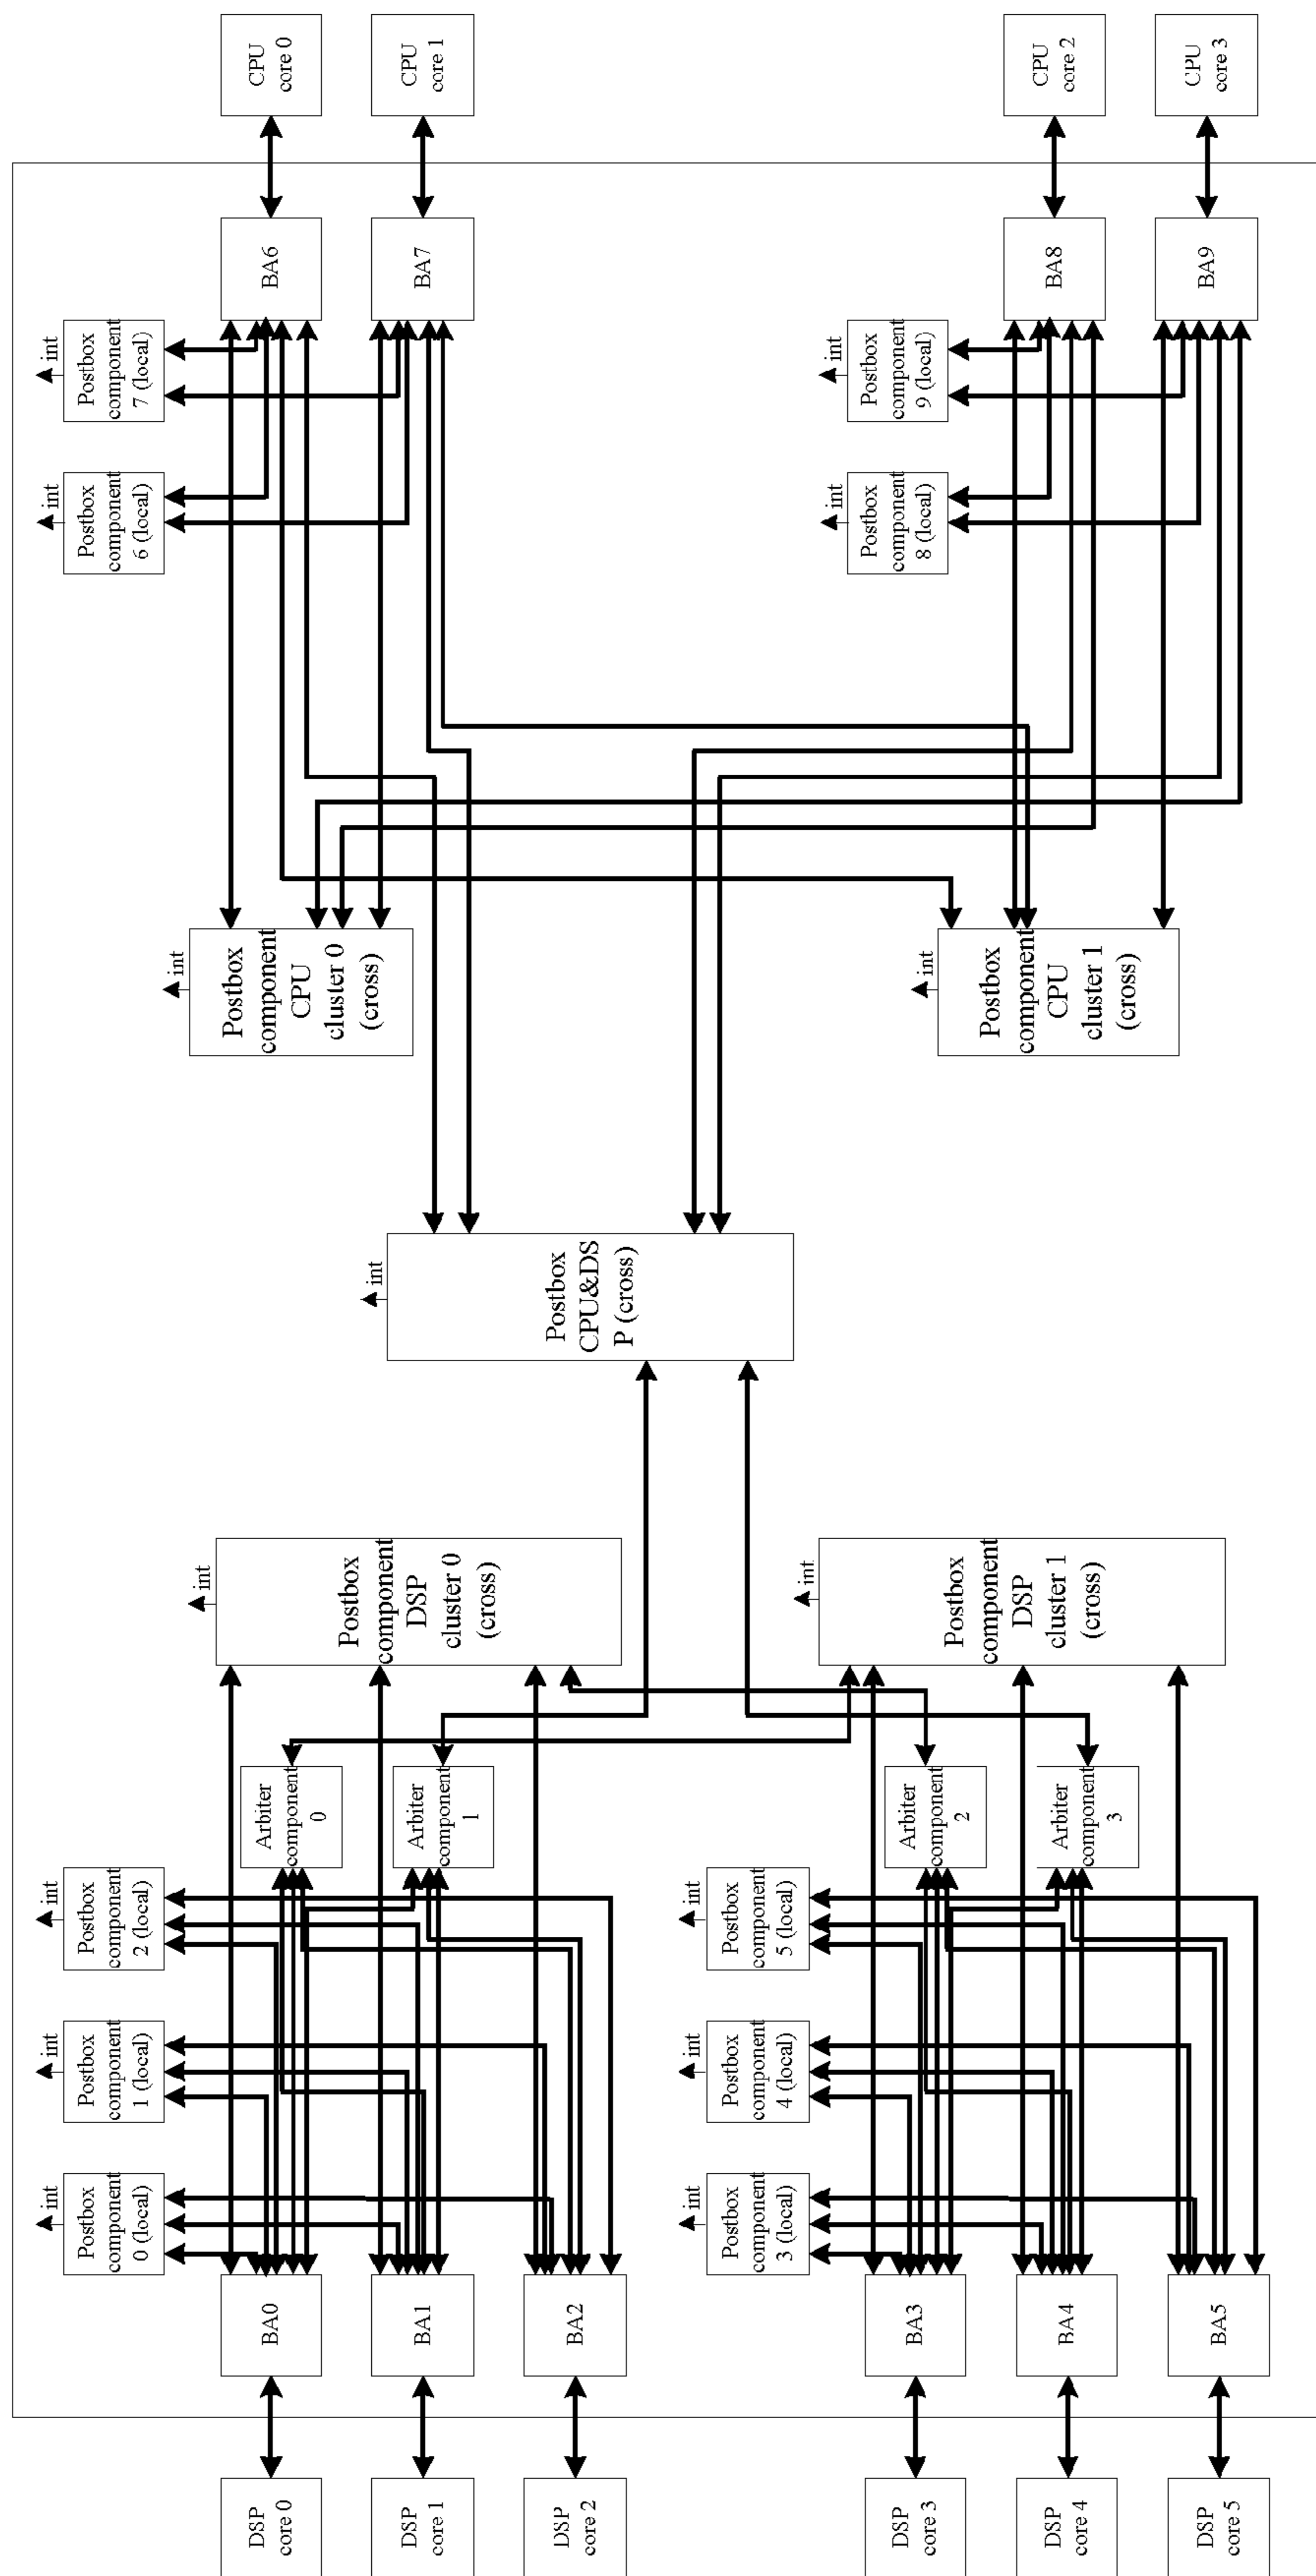 CPU
core 0
CPU
core 1
CPU
core 2
CPU
core 3
BA6
BA7
BA8
BA9
int
Postbox
component
7 (local)
int
Postbox
component
9 (local)
int
Postbox
component
6 (local)
int
Postbox
component
8 (local)
int
Postbox
component
CPU
cluster 0
(cross)
int
Postbox
component
CPU
cluster 1
(cross)
int
Postbox
CPU&DS
P (cross)
int
Postbox
component
DSP
cluster 0
(cross)
int
Postbox
component
DSP
cluster 1
(cross)
Arbiter
component
0
Arbiter
component
1
Arbiter
component
2
Arbiter
component
3
int
Postbox
component
2 (local)
int
Postbox
component
5 (local)
int
Postbox
component
1 (local)
int
Postbox
component
4 (local)
int
Postbox
component
0 (local)
int
Postbox
component
3 (local)
BA0
BA1
BA2
BA3
BA4
BA5
DSP
core 0
DSP
core 1
DSP
core 2
DSP
core 3
DSP
core 4
DSP
core 5